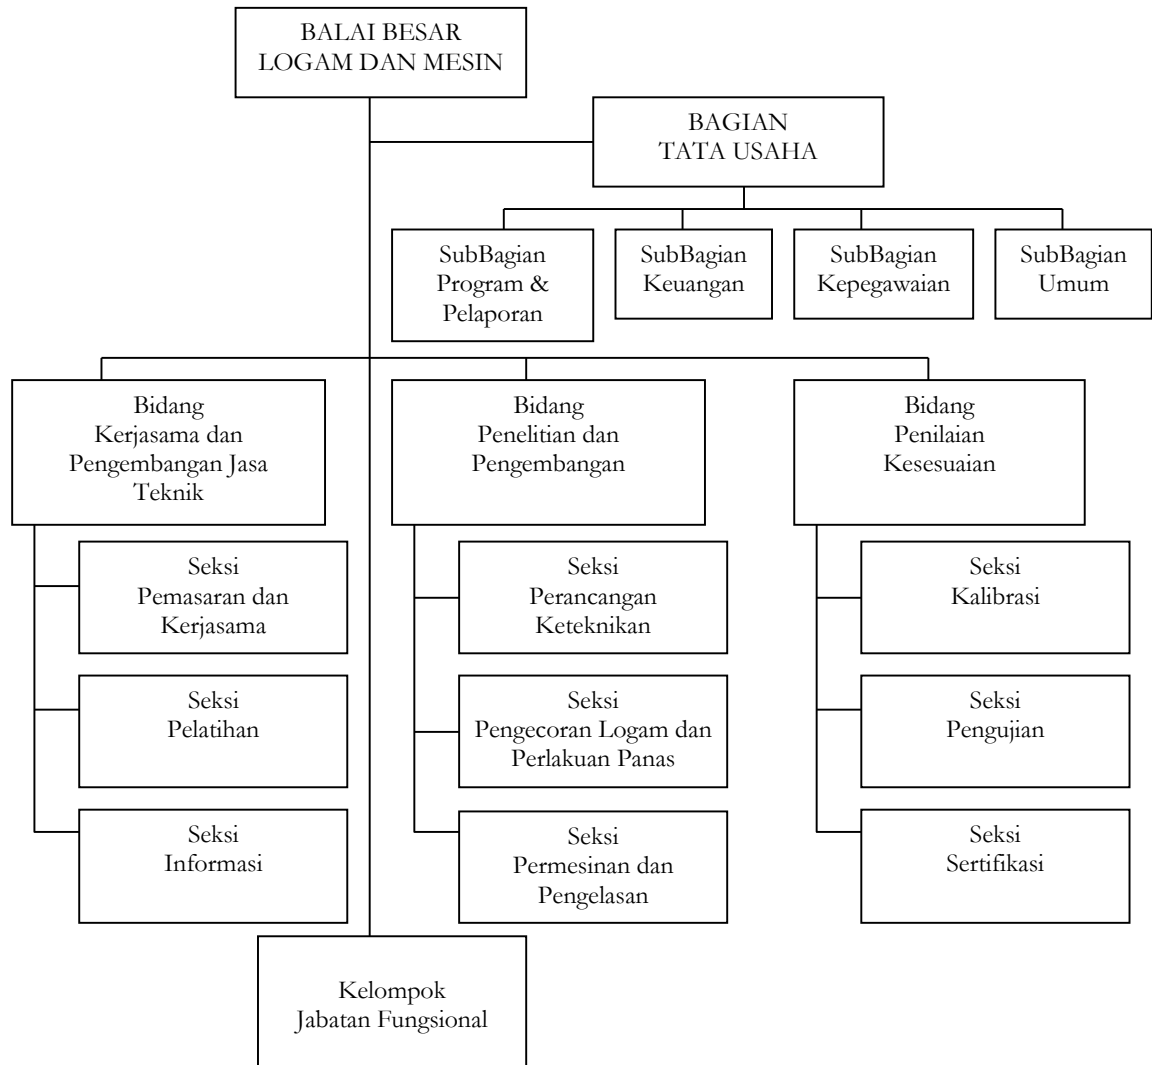 BALAI BESAR
LOGAM DAN MESIN
BAGIAN
TATA USAHA
SubBagian
Program &
Pelaporan
SubBagian
Keuangan
SubBagian
Kepegawaian
SubBagian
Umum
Bidang
Kerjasama dan
Pengembangan Jasa
Teknik
Bidang
Penelitian dan
Pengembangan
Bidang
Penilaian
Kesesuaian
Seksi
Pemasaran dan
Kerjasama
Seksi
Perancangan
Keteknikan
Seksi
Kalibrasi
Seksi
Pelatihan
Seksi
Pengecoran Logam dan
Perlakuan Panas
Seksi
Pengujian
Seksi
Informasi
Seksi
Permesinan dan
Pengelasan
Seksi
Sertifikasi
Kelompok
Jabatan Fungsional